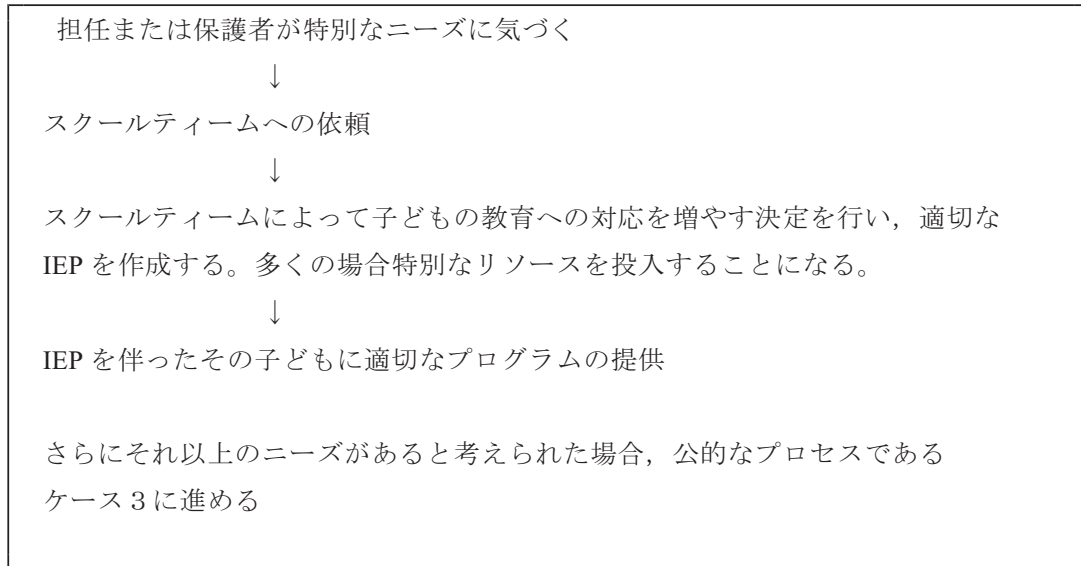 担任または保護者が特別なニーズに気づく
↓
スクールティームへの依頼
↓
スクールティームによって子どもの教育への対応を増やす決定を行い，適切な
IEP を作成する。多くの場合特別なリソースを投入することになる。
↓
IEP を伴ったその子どもに適切なプログラムの提供
さらにそれ以上のニーズがあると考えられた場合，公的なプロセスである
ケース３に進める